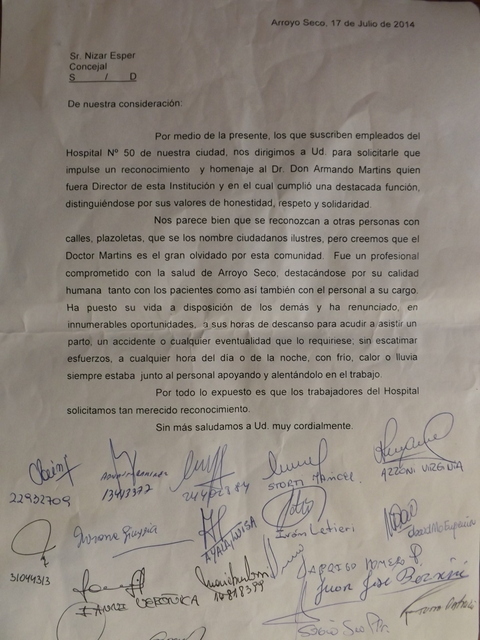 Arroyo Seco, 17 de Julio de 2014
Sr. Nizar Esper
Concejal
S / D
De nuestra consideración:
Por medio de la presente, los que suscriben empleados del
Hospital Nº 50 de nuestra ciudad, nos dirigimos a Ud. para solicitarle que
impulse un reconocimiento y homenaje al Dr. Don Armando Martins quien
fuera Director de esta Institución y en el cual cumplió una destacada función,
distinguiéndose por sus valores de honestidad, respeto y solidaridad.
Nos parece bien que se reconozcan a otras personas con
calles, plazoletas, que se los nombre ciudadanos ilustres, pero creemos que el
Doctor Martins es el gran olvidado por esta comunidad. Fue un profesional
comprometido con la salud de Arroyo Seco, destacándose por su calidad
humana tanto con los pacientes como así también con el personal a su cargo.
Ha puesto su vida a disposición de los demás y ha renunciado, en
innumerables oportunidades, a sus horas de descanso para acudir a asistir un
parto, un accidente o cualquier eventualidad que lo requiriese, sin escatimar
esfuerzos, a cualquier hora del día o de la noche, con frío, calor o lluvia
siempre estaba junto al personal apoyando y alentándolo en el trabajo.
Por todo lo expuesto es que los trabajadores del Hospital
solicitamos tan merecido reconocimiento.
Sin más saludamos a Ud. muy cordialmente.
22932709
STORTI MARICEL
AZZONI VIRGINIA
AYALA LUISA
Iván Letieri
31044313
VERÓNICA
10818399
ROMERO
Juan José